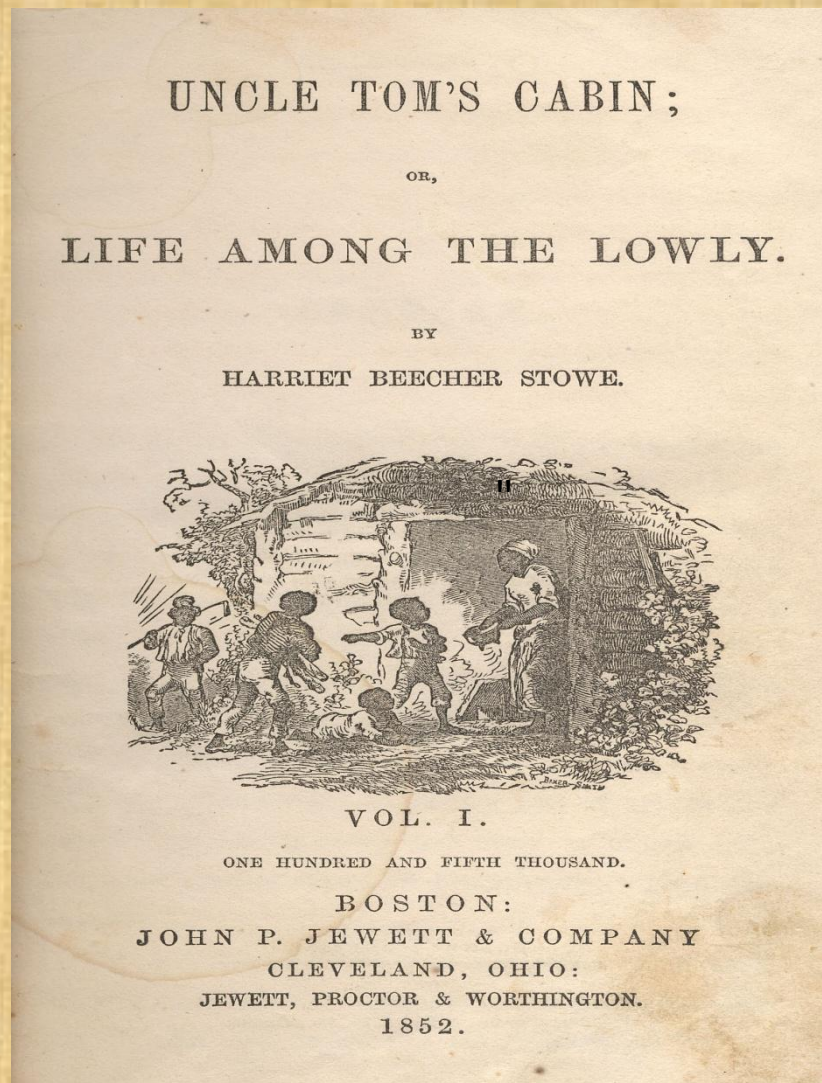 UNCLE TOM'S CABIN;
OR,
LIFE AMONG THE LOWLY.
BY
HARRIET BEECHER STOWE.
VOL. I.
ONE HUNDRED AND FIFTH THOUSAND.
BOSTON:
JOHN P. JEWETT & COMPANY
CLEVELAND, OHIO:
JEWETT, PROCTOR & WORTHINGTON.
1852.